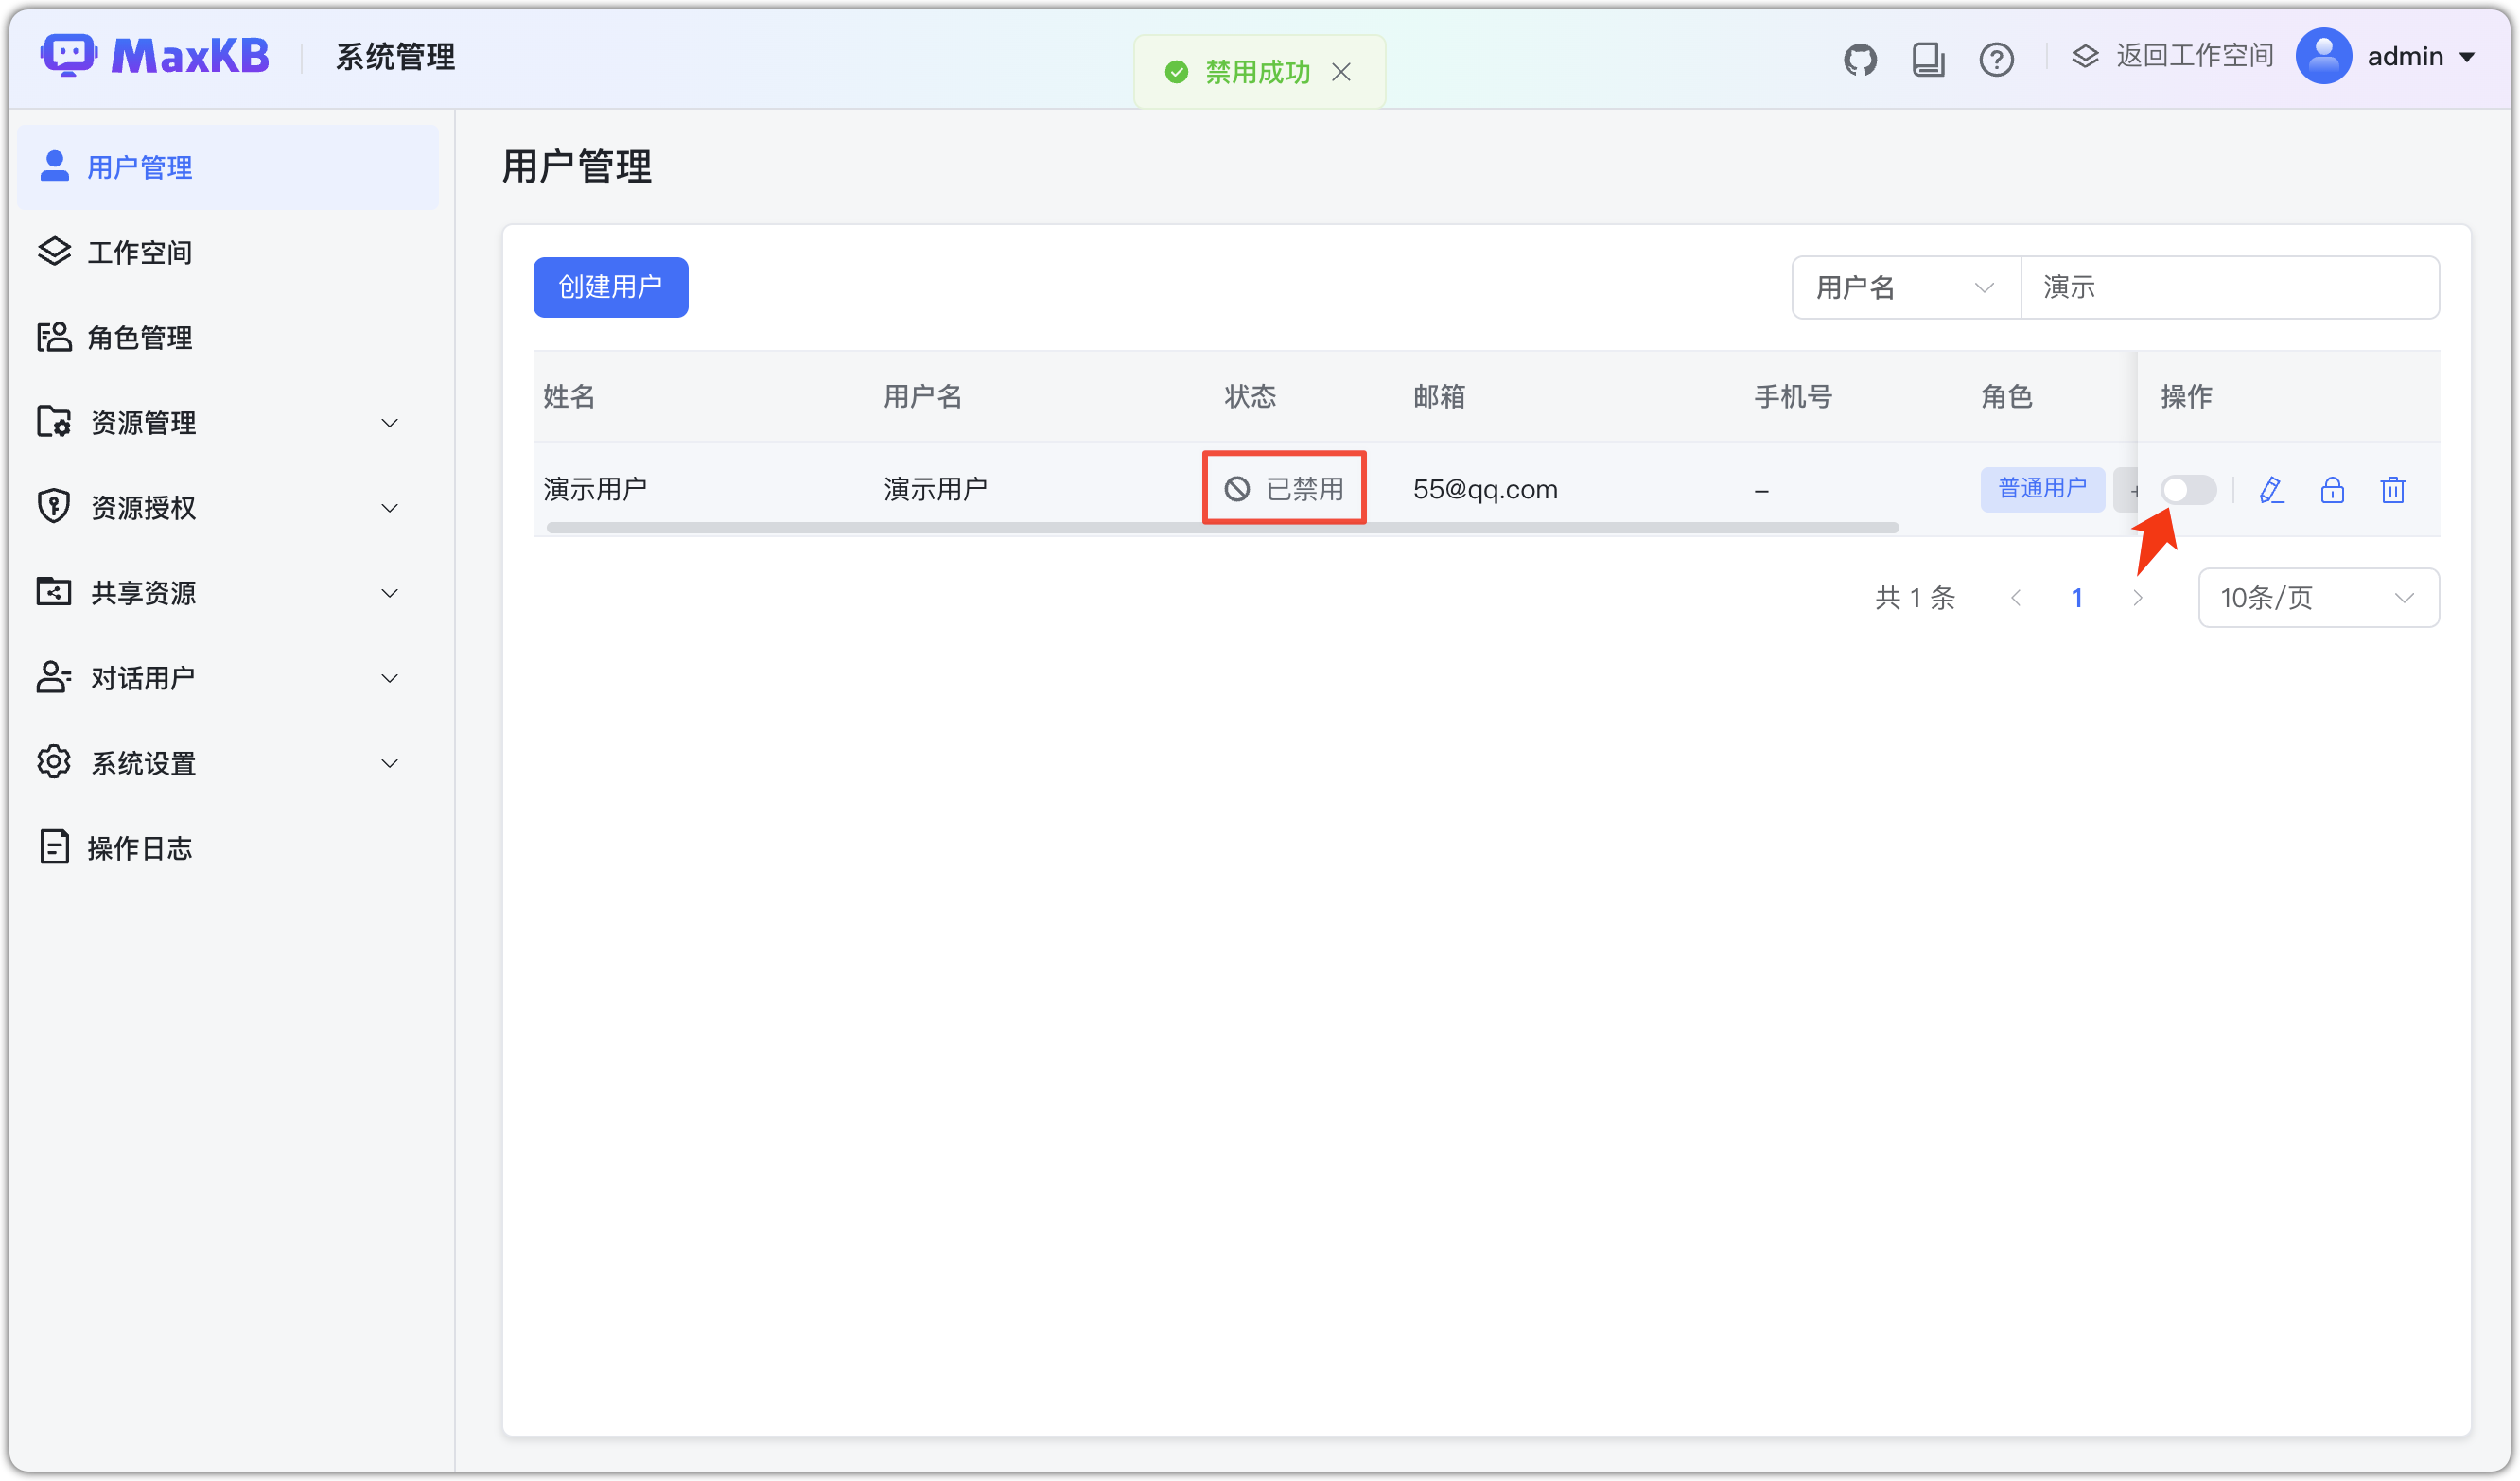 MaxKB 系统管理
禁用成功
返回工作空间 admin
用户管理
工作空间
角色管理
资源管理
资源授权
共享资源
对话用户
系统设置
操作日志
用户管理
创建用户
用户名 演示
姓名 用户名 状态 邮箱 手机号 角色 操作
演示用户 演示用户 已禁用 55@qq.com – 普通用户 +
共 1 条 1 10条/页